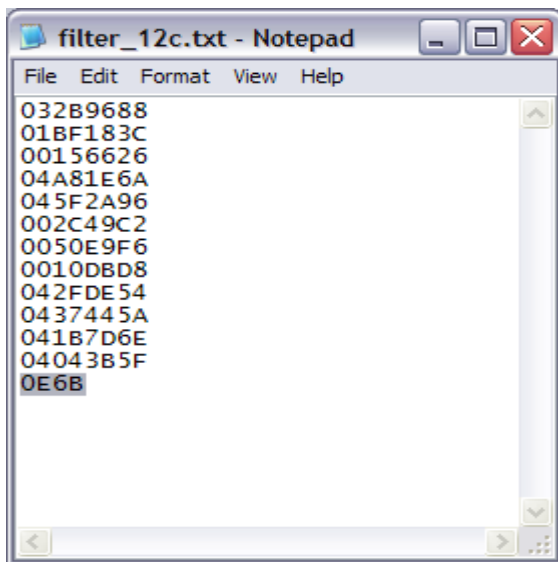 filter_12c.txt - Notepad
File Edit Format View Help
032B9688
01BF183C
00156626
04A81E6A
045F2A96
002C49C2
0050E9F6
0010DBD8
042FDE54
0437445A
041B7D6E
04043B5F
0E6B